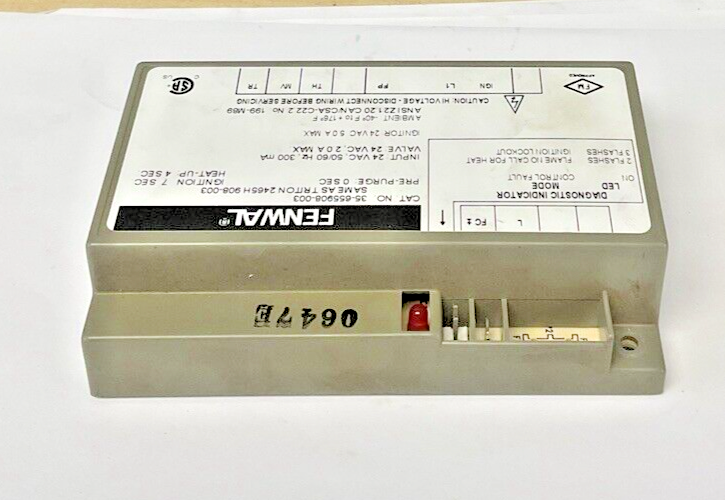 FENWAL®
CAT NO 35-655908-003
SAME AS TRITON 2465H 908-003
PRE-PURGE: 0 SEC
IGNITION 7 SEC
HEAT-UP: 4 SEC
INPUT 24 VAC, 50/60 Hz, 300 mA
VALVE 24 VAC, 2.0 A MAX
IGNITOR 24VAC 5.0 A MAX
AMBIENT -40°F to +176°F
ANSI Z21.20 CAN/CSA-C22.2 No 199-M89
CAUTION: HI VOLTAGE - DISCONNECT WIRING BEFORE SERVICING
L FC±
DIAGNOSTIC INDICATOR
LED MODE
ON CONTROL FAULT
2 FLASHES FLAME NO CALL FOR HEAT
3 FLASHES IGNITION LOCKOUT
FM
APPROVED
IGN L1 PP TH MV TR
C US
0647E